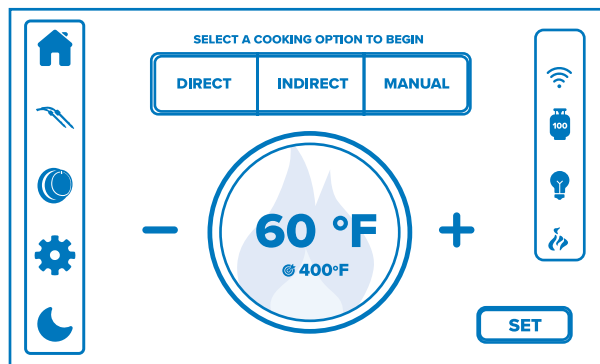 SELECT A COOKING OPTION TO BEGIN
DIRECT INDIRECT MANUAL
100
60 °F
400°F
SET